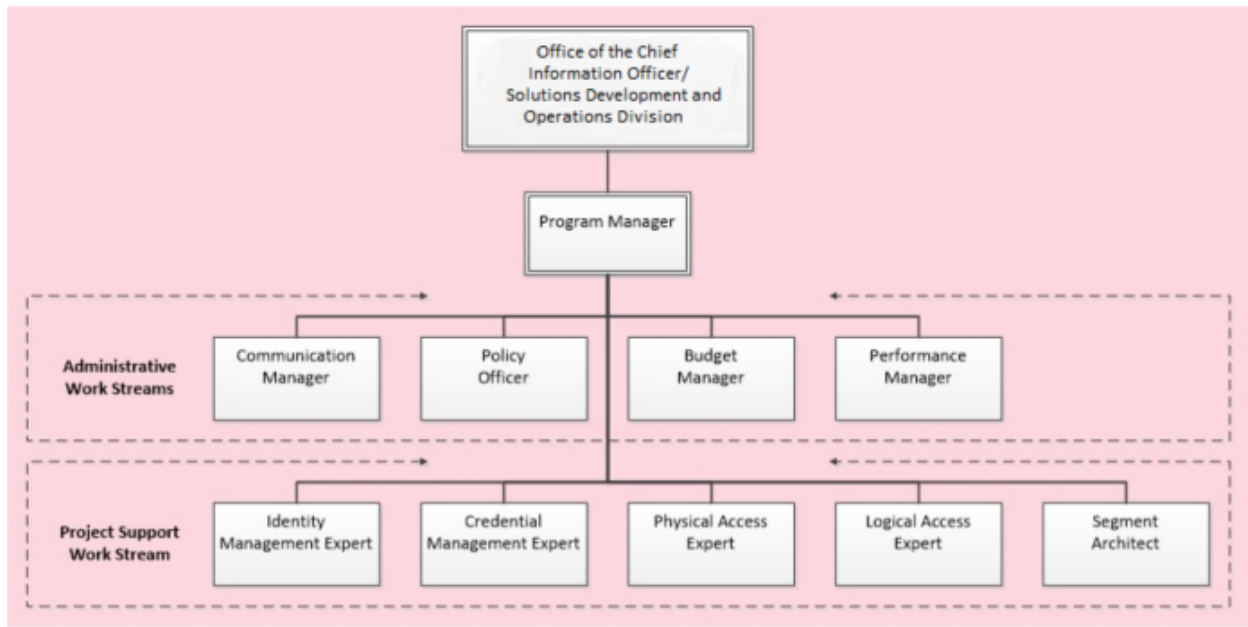 Office of the Chief
Information Officer/
Solutions Development and
Operations Division
Program Manager
Administrative
Work Streams
Communication
Manager
Policy
Officer
Budget
Manager
Performance
Manager
Project Support
Work Stream
Identity
Management Expert
Credential
Management Expert
Physical Access
Expert
Logical Access
Expert
Segment
Architect